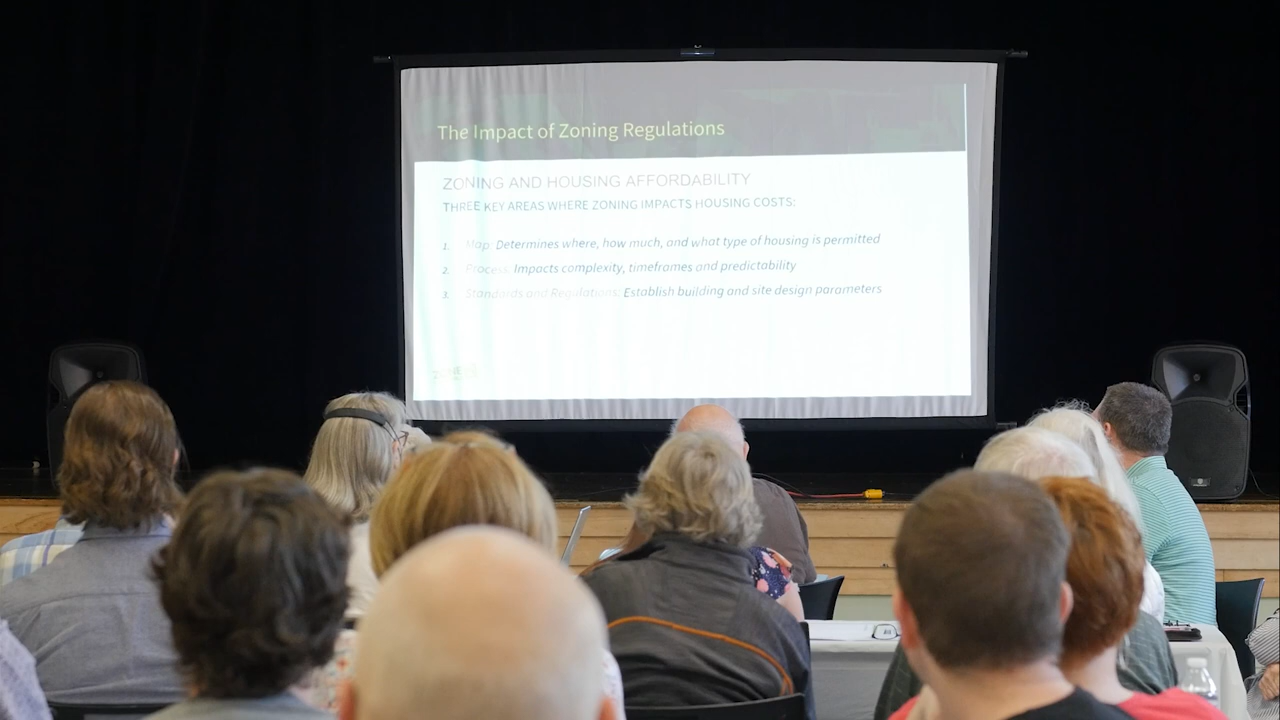 The Impact of Zoning Regulations
ZONING AND HOUSING AFFORDABILITY
THREE KEY AREAS WHERE ZONING IMPACTS HOUSING COSTS:
1. Map: Determines where, how much, and what type of housing is permitted
2. Process: Impacts complexity, timeframes and predictability
3. Standards and Regulations: Establish building and site design parameters